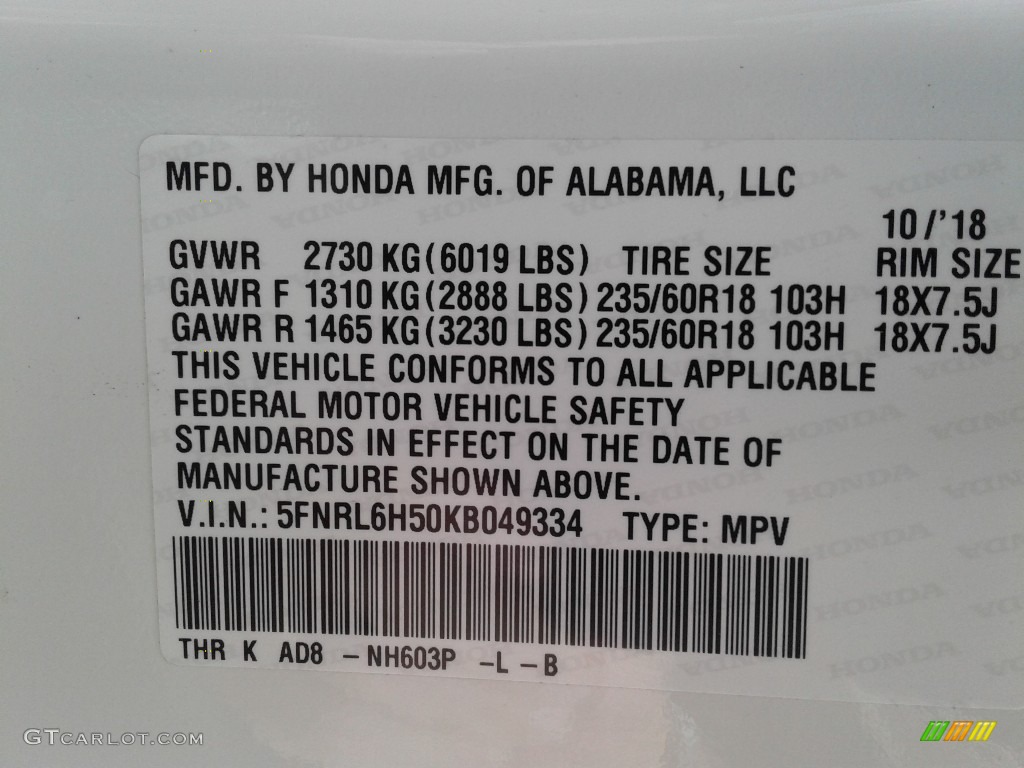 MFD. BY HONDA MFG. OF ALABAMA, LLC
10/'18
GVWR 2730 KG(6019 LBS) TIRE SIZE RIM SIZE
GAWR F 1310 KG(2888 LBS) 235/60R18 103H 18X7.5J
GAWR R 1465 KG(3230 LBS) 235/60R18 103H 18X7.5J
THIS VEHICLE CONFORMS TO ALL APPLICABLE
FEDERAL MOTOR VEHICLE SAFETY
STANDARDS IN EFFECT ON THE DATE OF
MANUFACTURE SHOWN ABOVE.
V.I.N.: 5FNRL6H50KB049334 TYPE: MPV
THR K AD8 -NH603P -L -B
GTCARLOT.COM